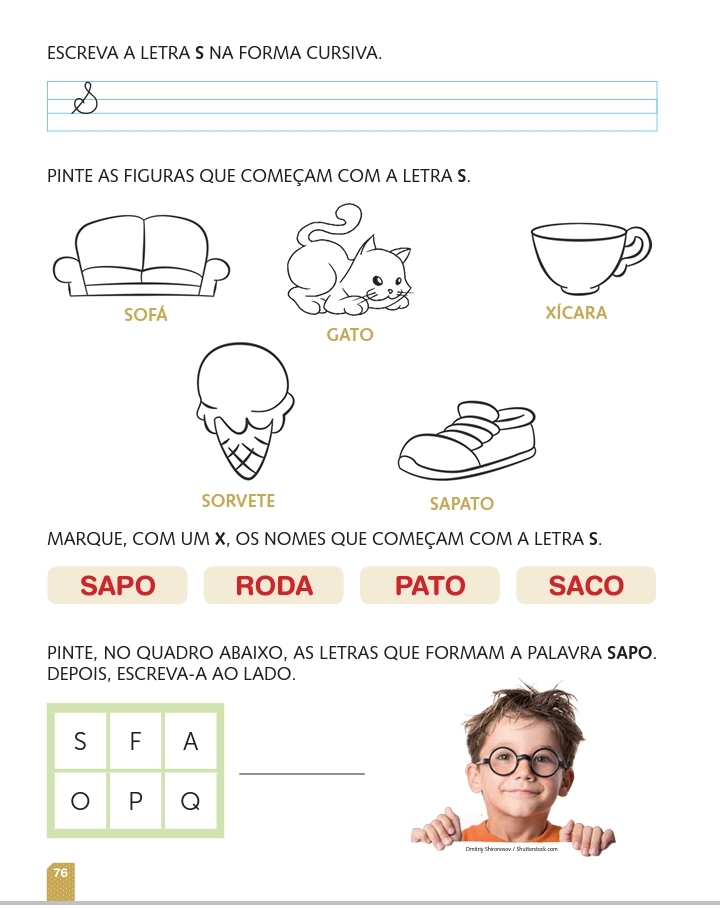 ESCREVA A LETRA S NA FORMA CURSIVA.
S
PINTE AS FIGURAS QUE COMEÇAM COM A LETRA S.
SOFÁ
GATO
XÍCARA
SORVETE
SAPATO
MARQUE, COM UM X, OS NOMES QUE COMEÇAM COM A LETRA S.
SAPO RODA PATO SACO
PINTE, NO QUADRO ABAIXO, AS LETRAS QUE FORMAM A PALAVRA SAPO.
DEPOIS, ESCREVA-A AO LADO.
S F A
O P Q
Dmitriy Shironosov / Shutterstock.com
76